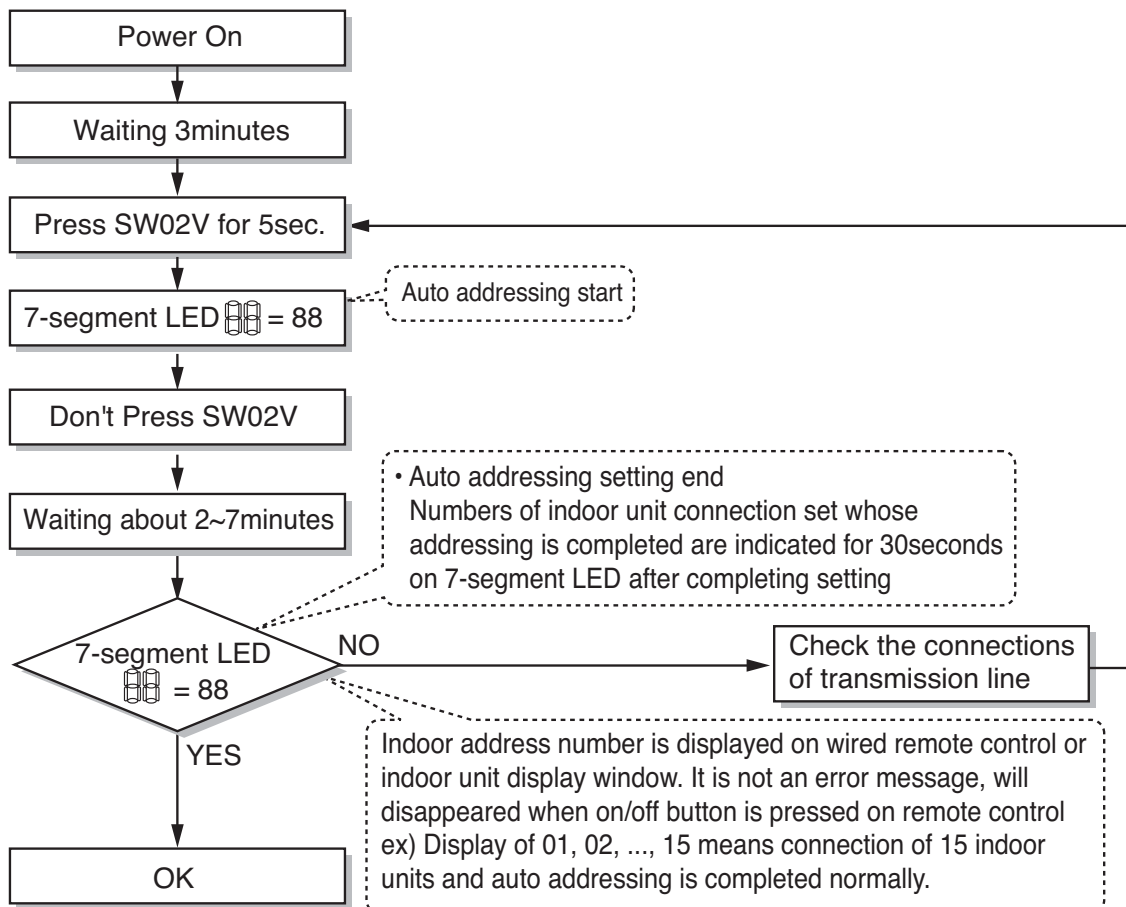 Power On
Waiting 3minutes
Press SW02V for 5sec.
7-segment LED 88 = 88
Auto addressing start
Don't Press SW02V
Waiting about 2~7minutes
• Auto addressing setting end
Numbers of indoor unit connection set whose
addressing is completed are indicated for 30seconds
on 7-segment LED after completing setting
7-segment LED
88 = 88
NO
Check the connections
of transmission line
YES
Indoor address number is displayed on wired remote control or
indoor unit display window. It is not an error message, will
disappeared when on/off button is pressed on remote control
ex) Display of 01, 02, ..., 15 means connection of 15 indoor
units and auto addressing is completed normally.
OK